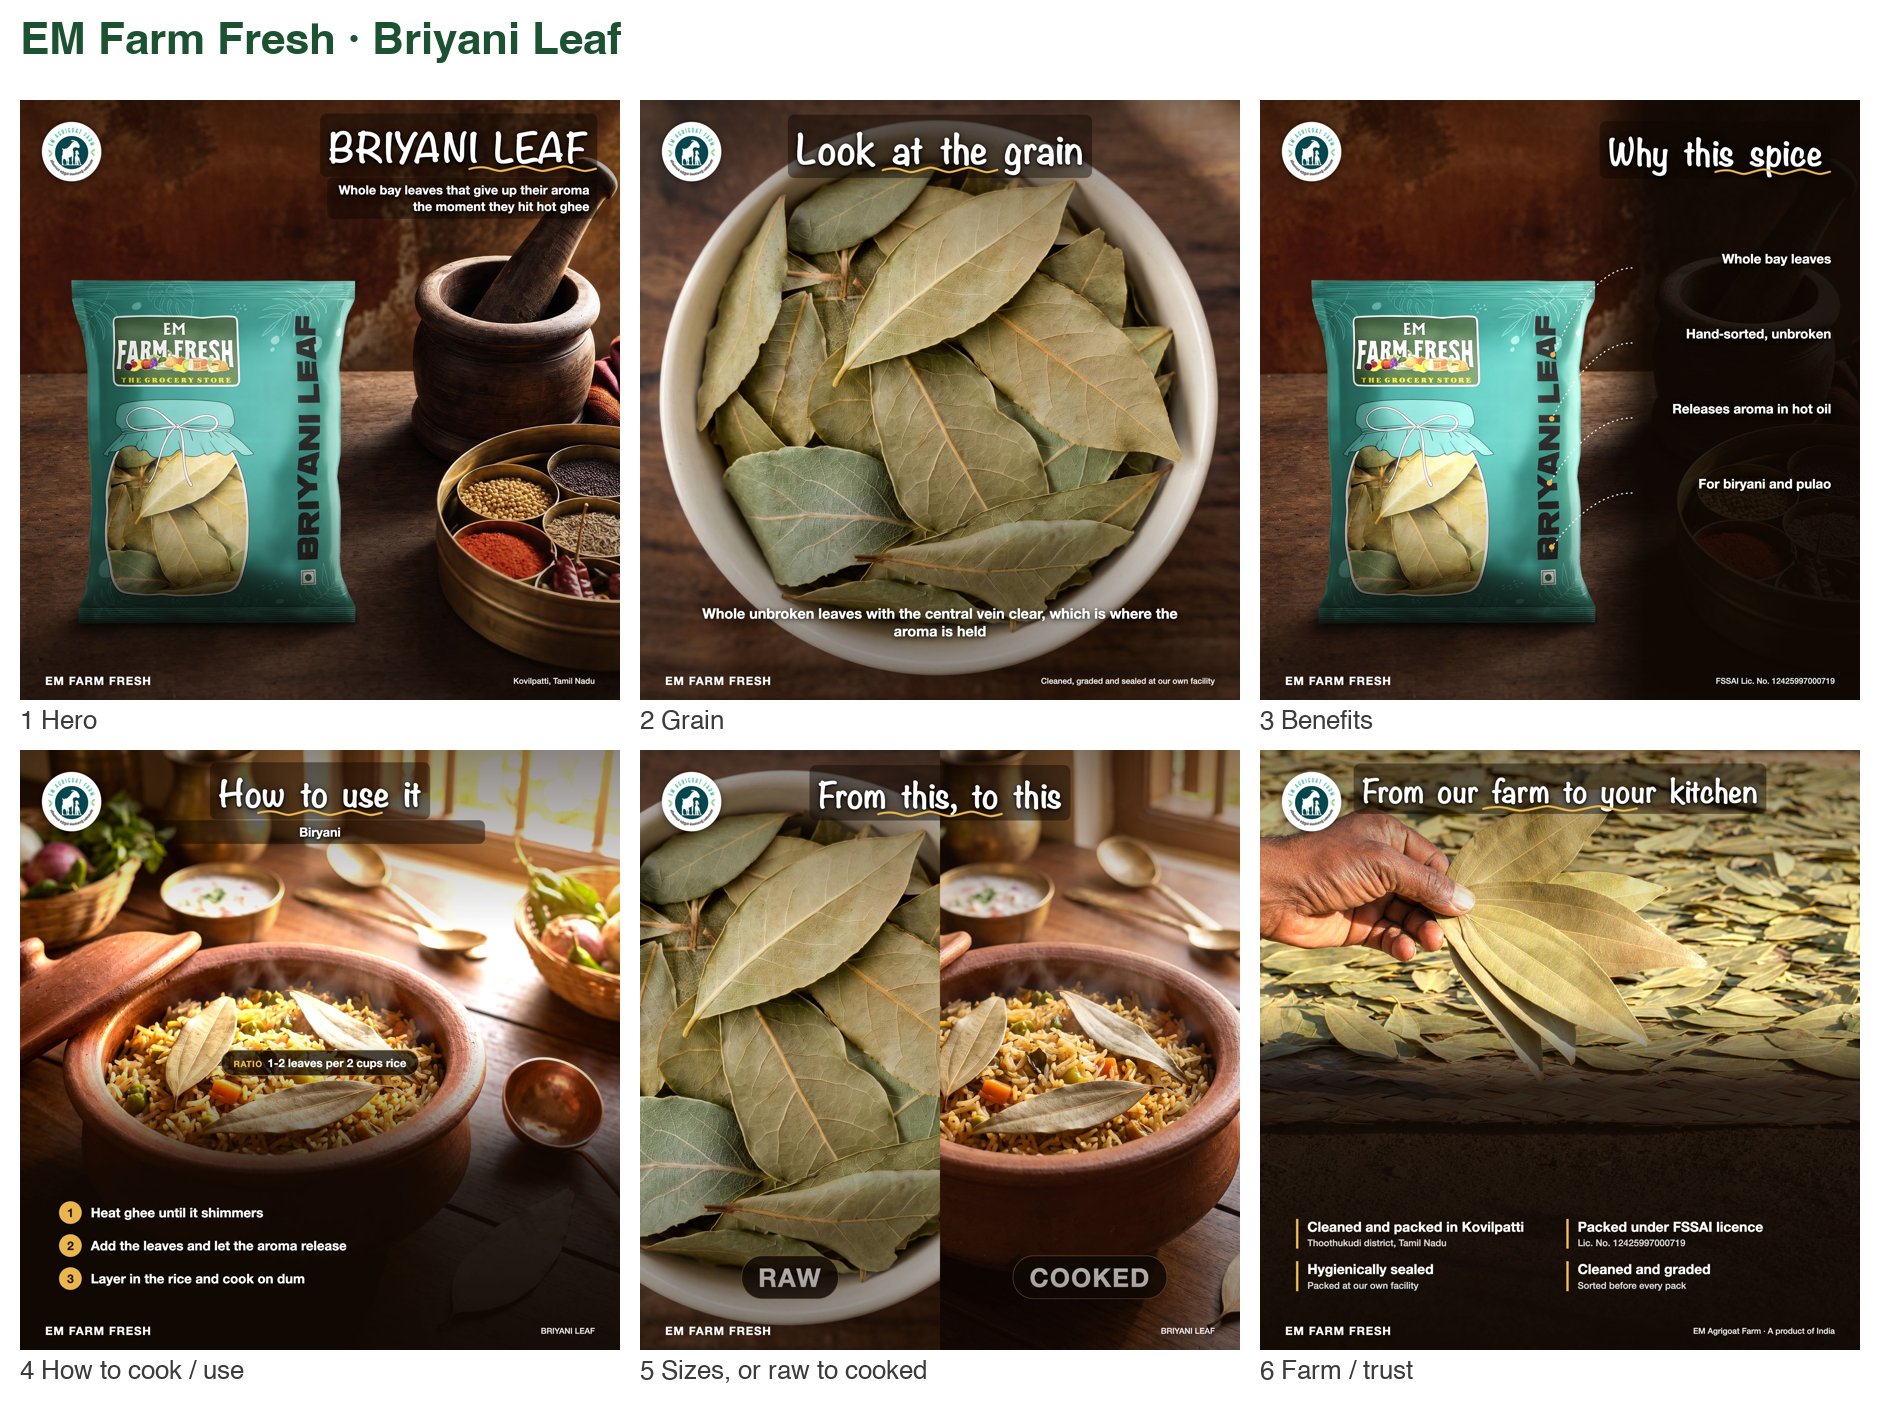 EM Farm Fresh · Briyani Leaf
BRIYANI LEAF
Whole bay leaves that give up their aroma
the moment they hit hot ghee
EM
FARM FRESH
THE GROCERY STORE
BRIYANI LEAF
EM FARM FRESH
Kovilpatti, Tamil Nadu
1 Hero
Look at the grain
Whole unbroken leaves with the central vein clear, which is where the
aroma is held
EM FARM FRESH
Cleaned, graded and sealed at our own facility
2 Grain
Why this spice
Whole bay leaves
Hand-sorted, unbroken
Releases aroma in hot oil
For biryani and pulao
EM
FARM FRESH
THE GROCERY STORE
BRIYANI LEAF
EM FARM FRESH
FSSAI Lic. No. 12425997000719
3 Benefits
How to use it
Biryani
RATIO 1-2 leaves per 2 cups rice
1 Heat ghee until it shimmers
2 Add the leaves and let the aroma release
3 Layer in the rice and cook on dum
EM FARM FRESH
BRIYANI LEAF
4 How to cook / use
From this, to this
RAW
COOKED
EM FARM FRESH
BRIYANI LEAF
5 Sizes, or raw to cooked
From our farm to your kitchen
Cleaned and packed in Kovilpatti
Thoothukudi district, Tamil Nadu
Packed under FSSAI licence
Lic. No. 12425997000719
Hygienically sealed
Packed at our own facility
Cleaned and graded
Sorted before every pack
EM FARM FRESH
EM Agrigoat Farm · A product of India
6 Farm / trust